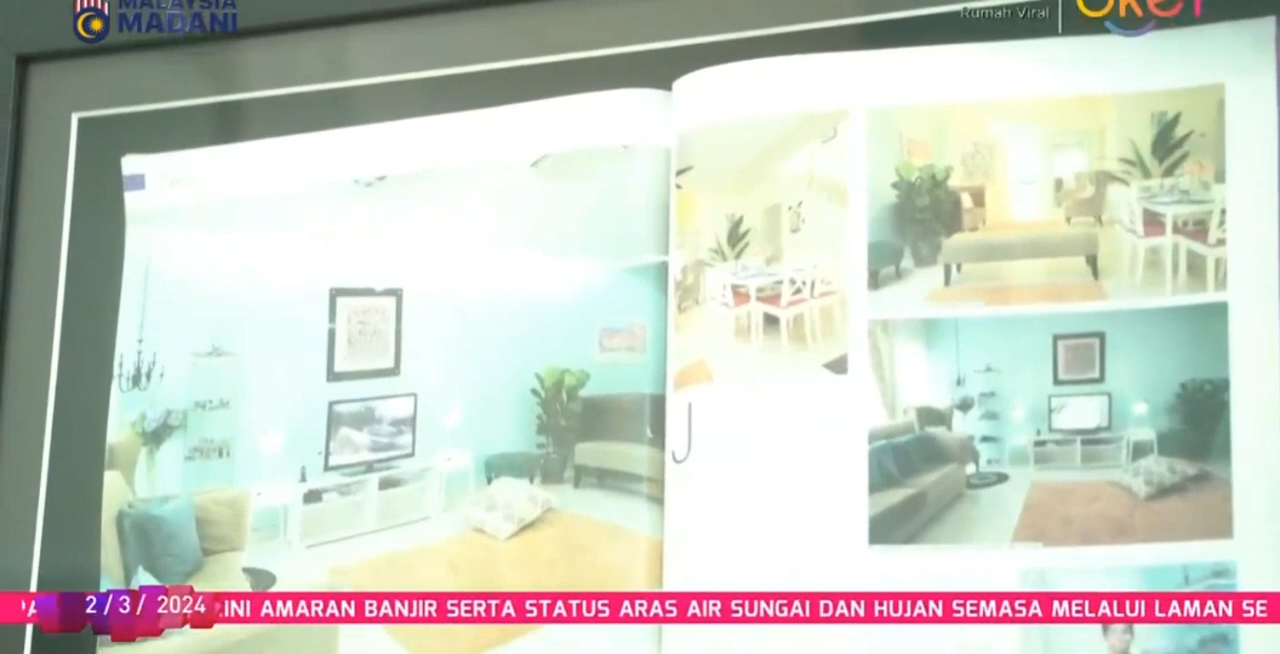 MALAYSIA
MADANI
Rumah Viral
OKEY
2/3/ 2024
INI AMARAN BANJIR SERTA STATUS ARAS AIR SUNGAI DAN HUJAN SEMASA MELALUI LAMAN SE
J